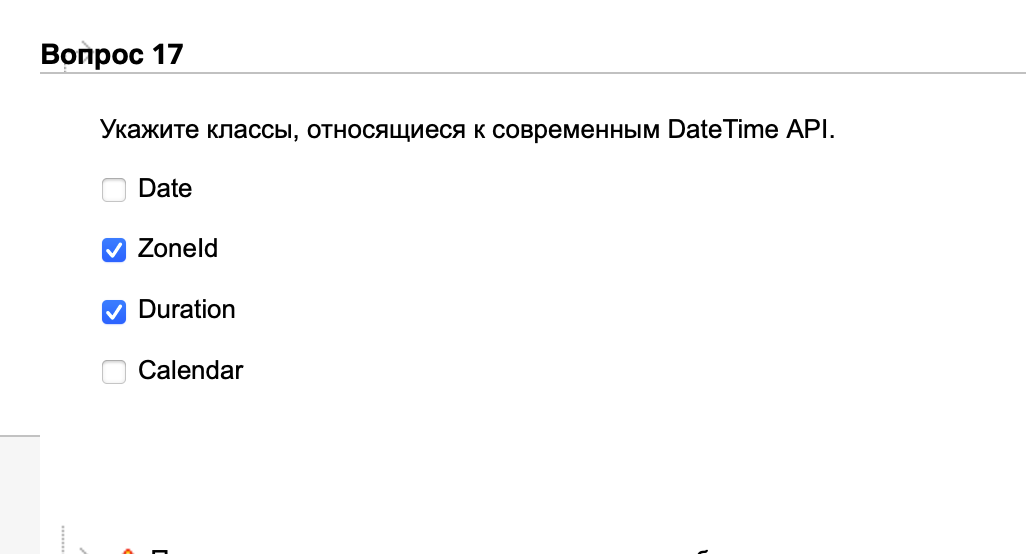 Вопрос 17
Укажите классы, относящиеся к современным DateTime API.
Date
ZoneId
Duration
Calendar